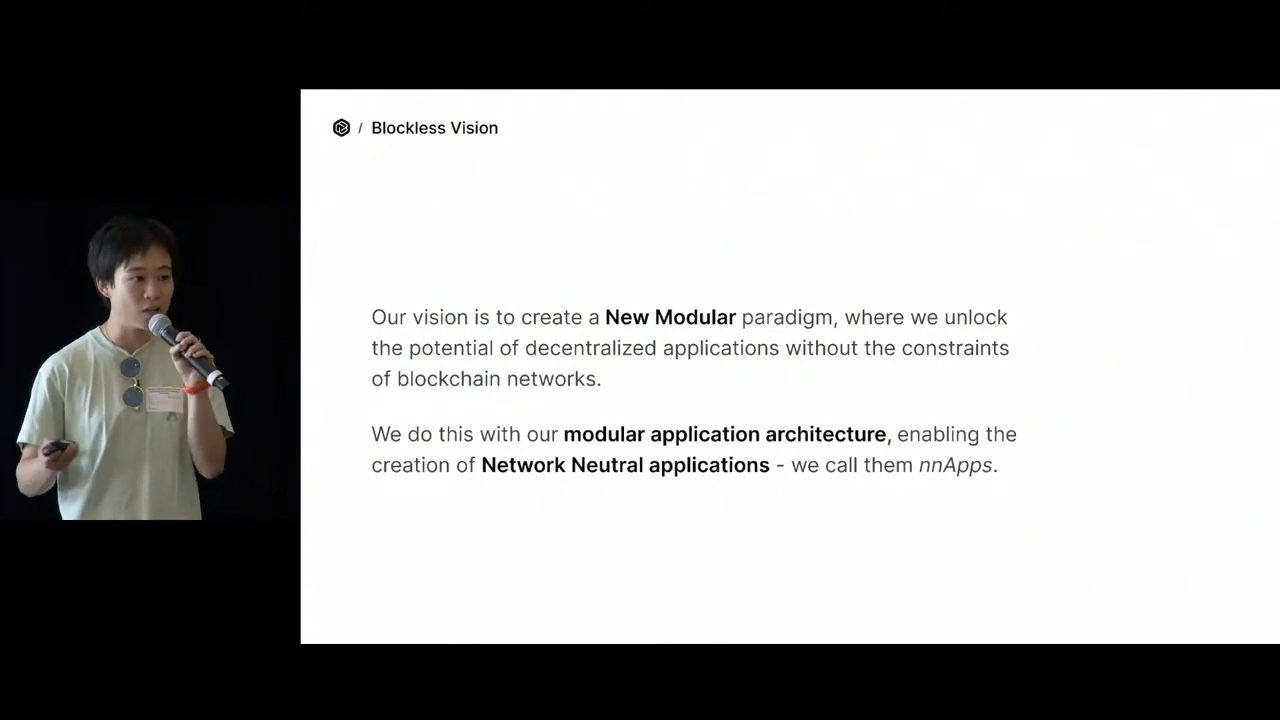 / Blockless Vision
Our vision is to create a New Modular paradigm, where we unlock
the potential of decentralized applications without the constraints
of blockchain networks.
We do this with our modular application architecture, enabling the
creation of Network Neutral applications - we call them nnApps.